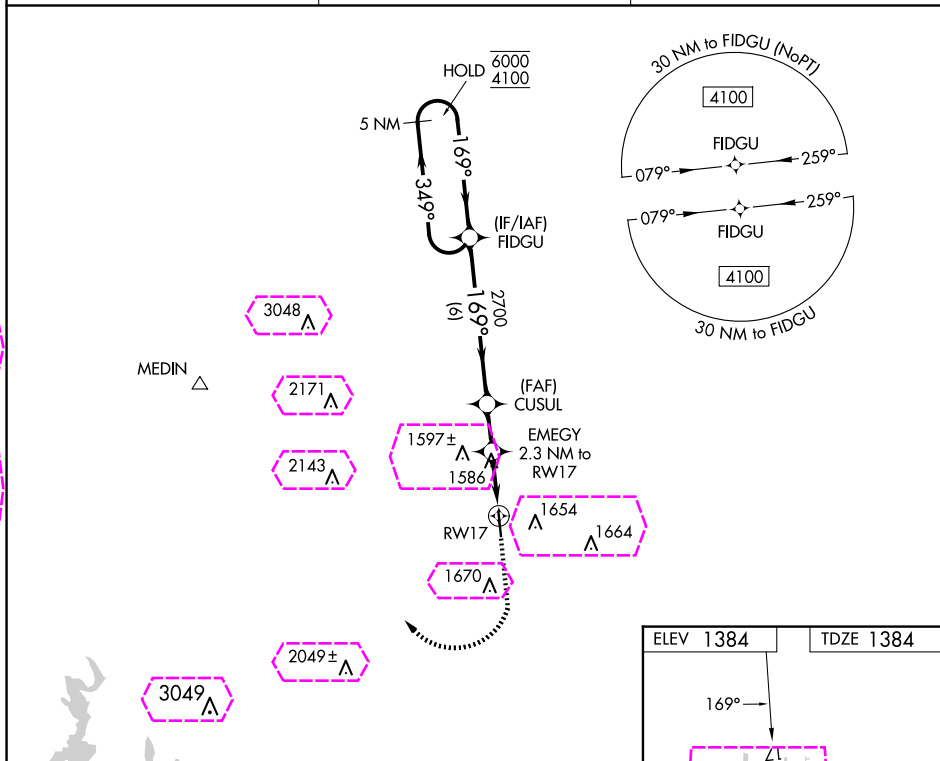 HOLD 6000
4100
5 NM
169°
349°
(IF/IAF)
FIDGU
2700
169°
(6)
30 NM to FIDGU (NoPT)
4100
FIDGU
079°
259°
079°
259°
FIDGU
4100
30 NM to FIDGU
3048
MEDIN
2171
(FAF)
CUSUL
1597±
EMEGY
2.3 NM to
RW17
2143
1586
1654
RW17
1664
1670
2049±
3049
ELEV 1384
TDZE 1384
169°
17